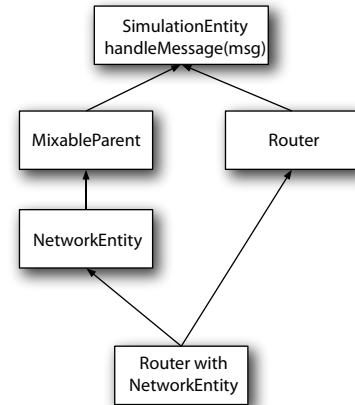 SimulationEntity
handleMessage(msg)
MixableParent
Router
NetworkEntity
Router with
NetworkEntity